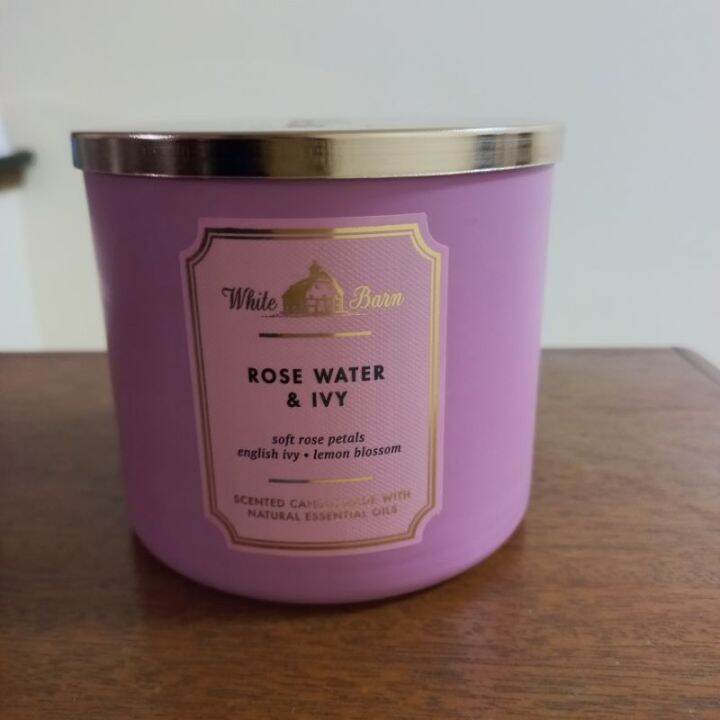 White Barn
ROSE WATER
& IVY
soft rose petals
english ivy • lemon blossom
SCENTED CANDLE MADE WITH
NATURAL ESSENTIAL OILS